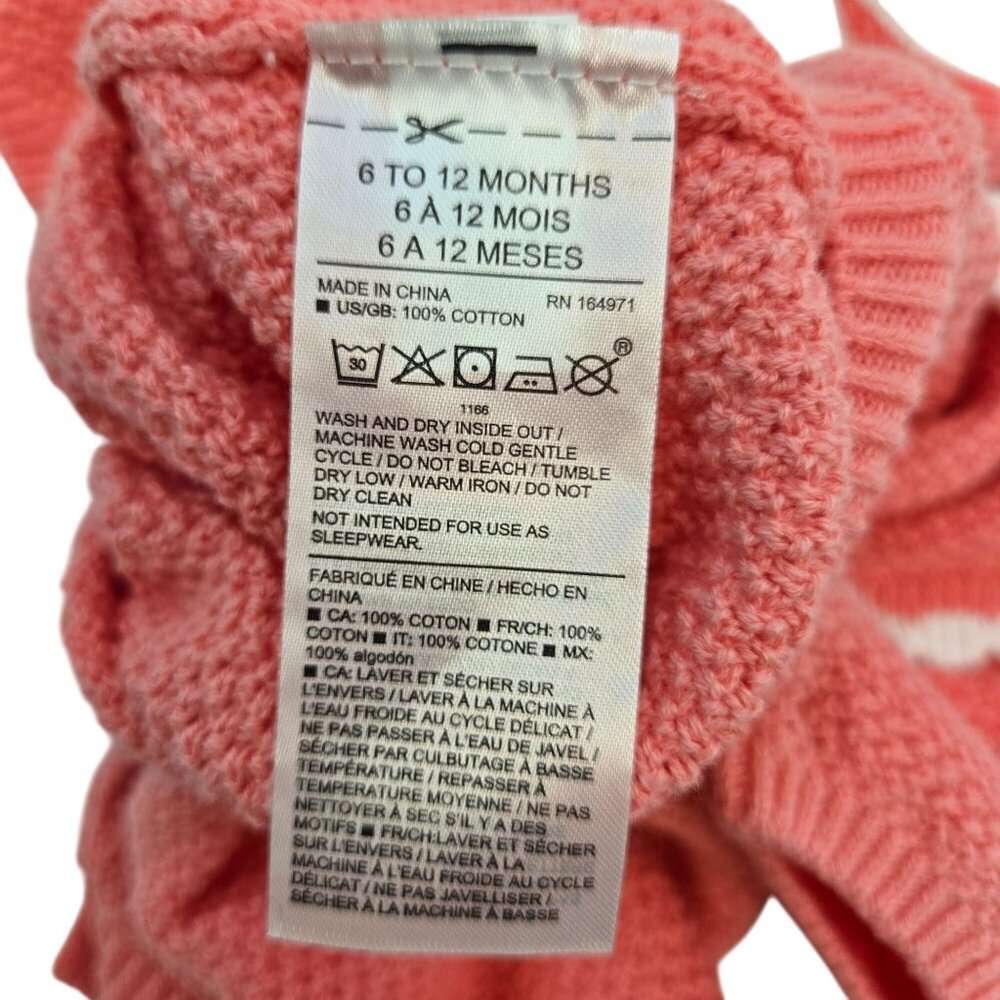 6 TO 12 MONTHS
6 À 12 MOIS
6 A 12 MESES
MADE IN CHINA RN 164971
■ US/GB: 100% COTTON
30 ®
1166
WASH AND DRY INSIDE OUT /
MACHINE WASH COLD GENTLE
CYCLE / DO NOT BLEACH / TUMBLE
DRY LOW / WARM IRON / DO NOT
DRY CLEAN
NOT INTENDED FOR USE AS
SLEEPWEAR.
FABRIQUÉ EN CHINE / HECHO EN
CHINA
■ CA: 100% COTON ■ FR/CH: 100%
COTON ■ IT: 100% COTONE ■ MX:
100% algodón
■ CA: LAVER ET SÉCHER SUR
L'ENVERS / LAVER À LA MACHINE À
L'EAU FROIDE AU CYCLE DÉLICAT /
NE PAS PASSER À L'EAU DE JAVEL /
SÉCHER PAR CULBUTAGE À BASSE
TEMPÉRATURE / REPASSER À
TEMPERATURE MOYENNE / NE PAS
NETTOYER À SEC S'IL Y A DES
MOTIFS ■ FR/CH:LAVER ET SÉCHER
SUR L'ENVERS / LAVER À LA
MACHINE À L'EAU FROIDE AU CYCLE
DÉLICAT / NE PAS JAVELLISER /
SÉCHER À LA MACHINE À BASSE